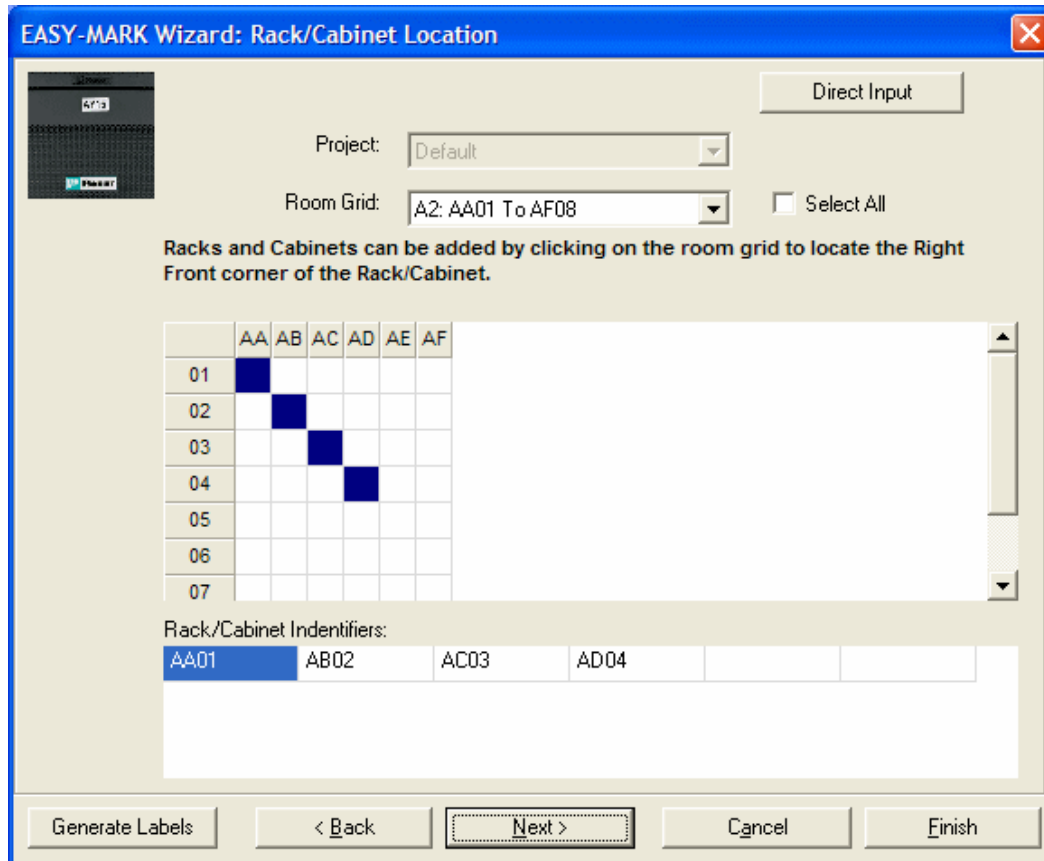 EASY-MARK Wizard: Rack/Cabinet Location
Direct Input
Project: Default
Room Grid: A2: AA01 To AF08 Select All
Racks and Cabinets can be added by clicking on the room grid to locate the Right
Front corner of the Rack/Cabinet.
AA AB AC AD AE AF
01
02
03
04
05
06
07
Rack/Cabinet Indentifiers:
AA01 AB02 AC03 AD04
Generate Labels < Back Next > Cancel Finish